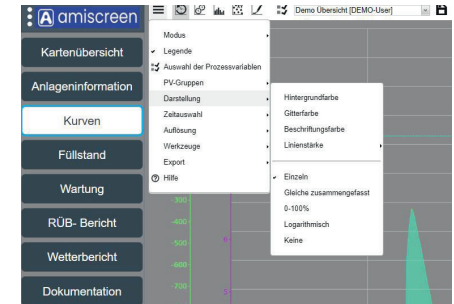 amiscreen
Demo Übersicht [DEMO-User]
Kartenübersicht
Anlageninformation
Kurven
Füllstand
Wartung
RÜB- Bericht
Wetterbericht
Dokumentation
Modus
Legende
Auswahl der Prozessvariablen
PV-Gruppen
Darstellung
Zeitauswahl
Auflösung
Werkzeuge
Export
Hilfe
Hintergrundfarbe
Gitterfarbe
Beschriftungsfarbe
Linienstärke
Einzeln
Gleiche zusammengefasst
0-100%
Logarithmisch
Keine
-300
-400
-500
-600
-700